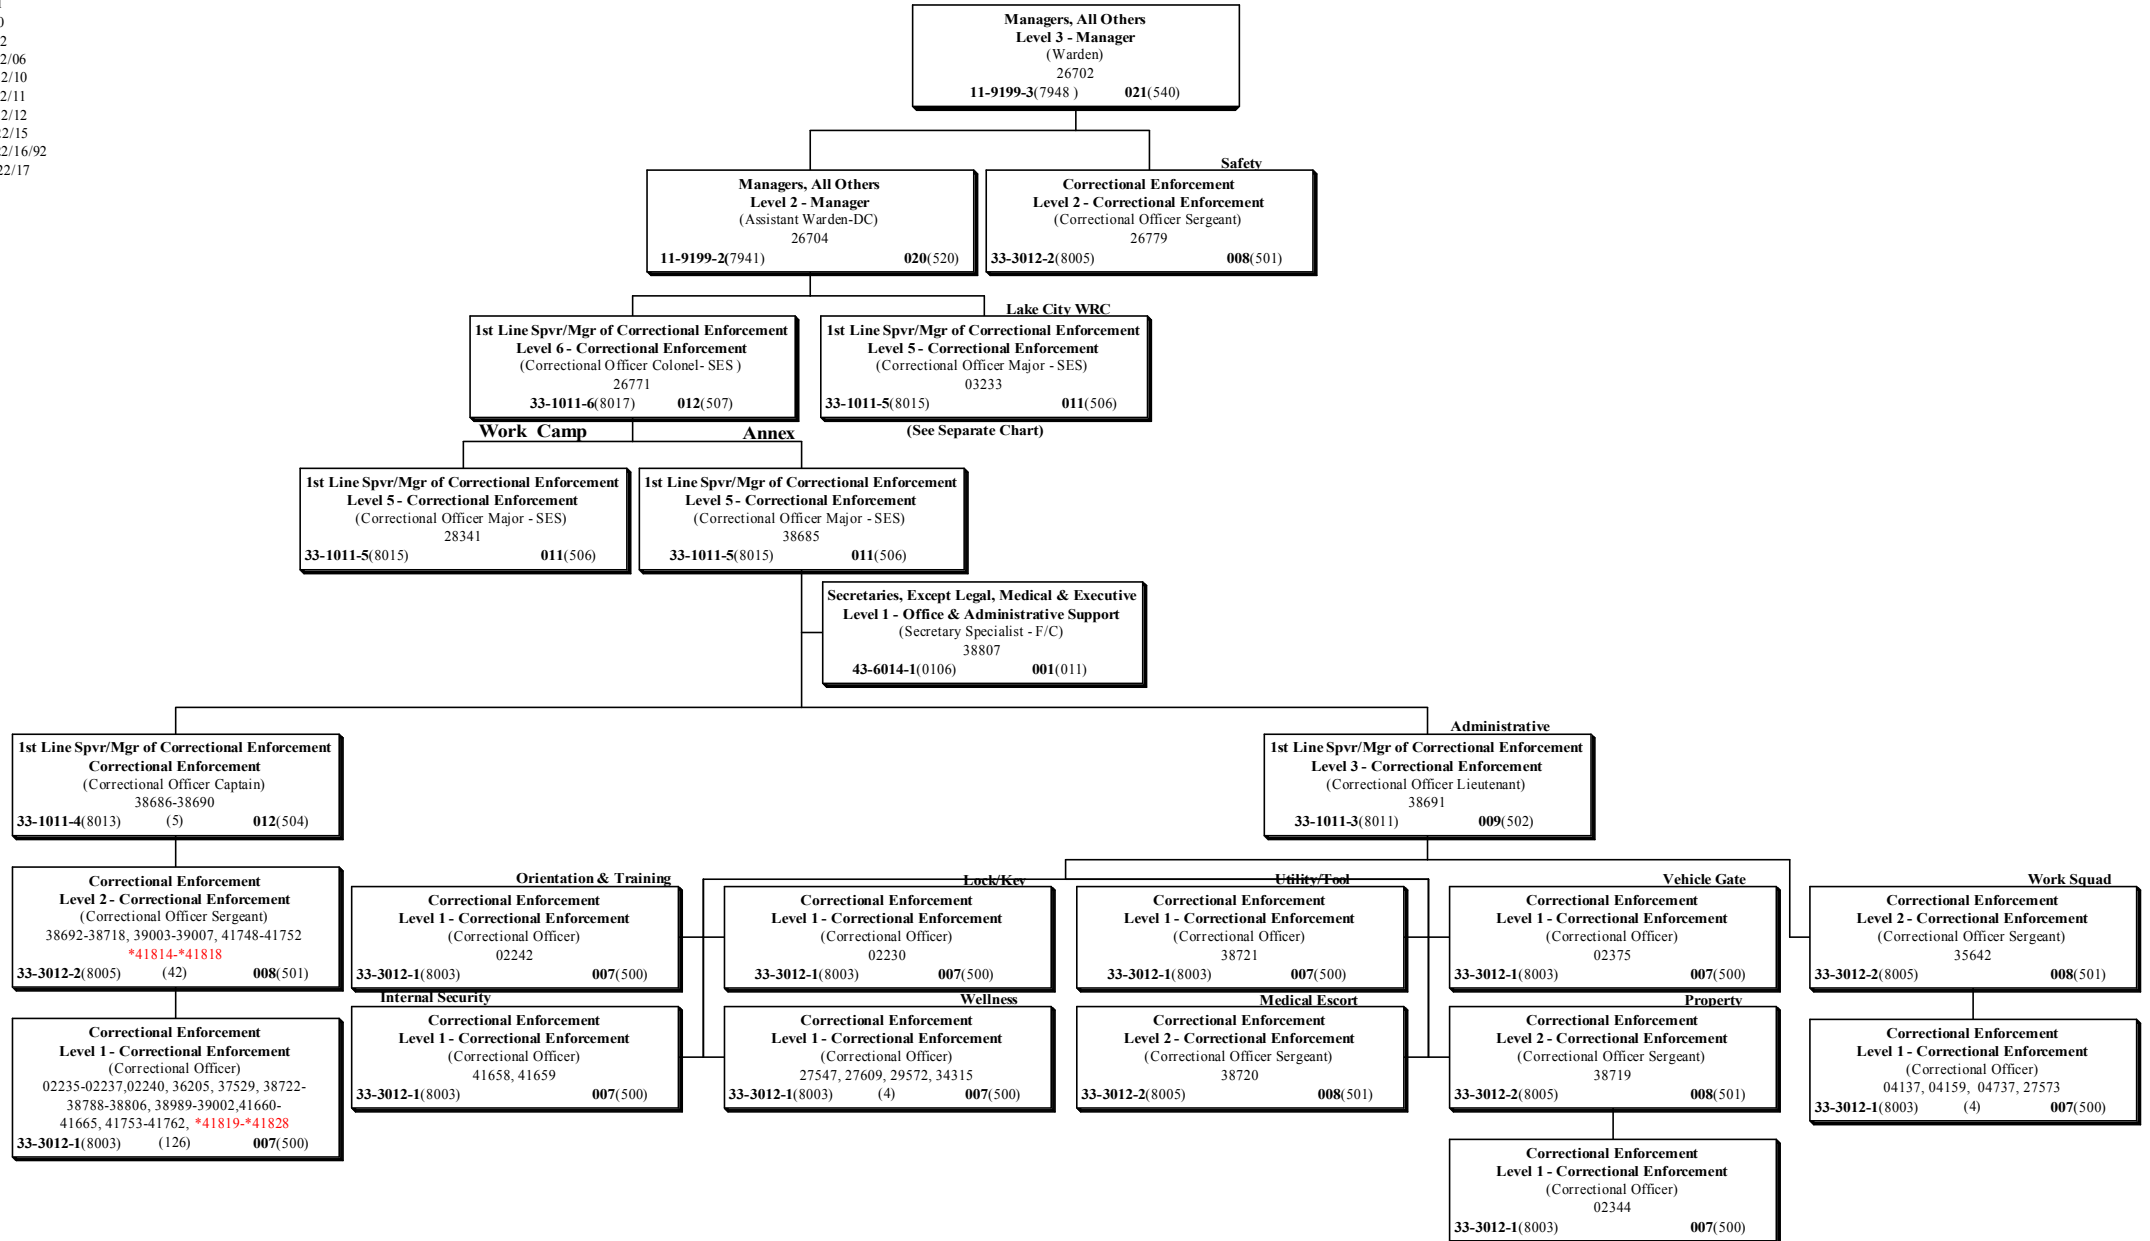 0
2
2/06
2/10
2/11
2/12
22/15
22/16/92
22/17
Managers, All Others
Level 3 - Manager
(Warden)
26702
11-9199-3(7948 ) 021(540)
Managers, All Others
Level 2 - Manager
(Assistant Warden-DC)
26704
11-9199-2(7941) 020(520)
Safety
Correctional Enforcement
Level 2 - Correctional Enforcement
(Correctional Officer Sergeant)
26779
33-3012-2(8005) 008(501)
1st Line Spvr/Mgr of Correctional Enforcement
Level 6 - Correctional Enforcement
(Correctional Officer Colonel- SES )
26771
33-1011-6(8017) 012(507)
Lake City WRC
1st Line Spvr/Mgr of Correctional Enforcement
Level 5 - Correctional Enforcement
(Correctional Officer Major - SES)
03233
33-1011-5(8015) 011(506)
(See Separate Chart)
Work Camp
1st Line Spvr/Mgr of Correctional Enforcement
Level 5 - Correctional Enforcement
(Correctional Officer Major - SES)
28341
33-1011-5(8015) 011(506)
Annex
1st Line Spvr/Mgr of Correctional Enforcement
Level 5 - Correctional Enforcement
(Correctional Officer Major - SES)
38685
33-1011-5(8015) 011(506)
Secretaries, Except Legal, Medical & Executive
Level 1 - Office & Administrative Support
(Secretary Specialist - F/C)
38807
43-6014-1(0106) 001(011)
1st Line Spvr/Mgr of Correctional Enforcement
Correctional Enforcement
(Correctional Officer Captain)
38686-38690
33-1011-4(8013) (5) 012(504)
Administrative
1st Line Spvr/Mgr of Correctional Enforcement
Level 3 - Correctional Enforcement
(Correctional Officer Lieutenant)
38691
33-1011-3(8011) 009(502)
Correctional Enforcement
Level 2 - Correctional Enforcement
(Correctional Officer Sergeant)
38692-38718, 39003-39007, 41748-41752
*41814-*41818
33-3012-2(8005) (42) 008(501)
Orientation & Training
Correctional Enforcement
Level 1 - Correctional Enforcement
(Correctional Officer)
02242
33-3012-1(8003) 007(500)
Lock/Key
Correctional Enforcement
Level 1 - Correctional Enforcement
(Correctional Officer)
02230
33-3012-1(8003) 007(500)
Utility/Tool
Correctional Enforcement
Level 1 - Correctional Enforcement
(Correctional Officer)
38721
33-3012-1(8003) 007(500)
Vehicle Gate
Correctional Enforcement
Level 1 - Correctional Enforcement
(Correctional Officer)
02375
33-3012-1(8003) 007(500)
Work Squad
Correctional Enforcement
Level 2 - Correctional Enforcement
(Correctional Officer Sergeant)
35642
33-3012-2(8005) 008(501)
Correctional Enforcement
Level 1 - Correctional Enforcement
(Correctional Officer)
02235-02237,02240, 36205, 37529, 38722-
38788-38806, 38989-39002,41660-
41665, 41753-41762, *41819-*41828
33-3012-1(8003) (126) 007(500)
Internal Security
Correctional Enforcement
Level 1 - Correctional Enforcement
(Correctional Officer)
41658, 41659
33-3012-1(8003) 007(500)
Wellness
Correctional Enforcement
Level 1 - Correctional Enforcement
(Correctional Officer)
27547, 27609, 29572, 34315
33-3012-1(8003) (4) 007(500)
Medical Escort
Correctional Enforcement
Level 2 - Correctional Enforcement
(Correctional Officer Sergeant)
38720
33-3012-2(8005) 008(501)
Property
Correctional Enforcement
Level 2 - Correctional Enforcement
(Correctional Officer Sergeant)
38719
33-3012-2(8005) 008(501)
Correctional Enforcement
Level 1 - Correctional Enforcement
(Correctional Officer)
04137, 04159, 04737, 27573
33-3012-1(8003) (4) 007(500)
Correctional Enforcement
Level 1 - Correctional Enforcement
(Correctional Officer)
02344
33-3012-1(8003) 007(500)